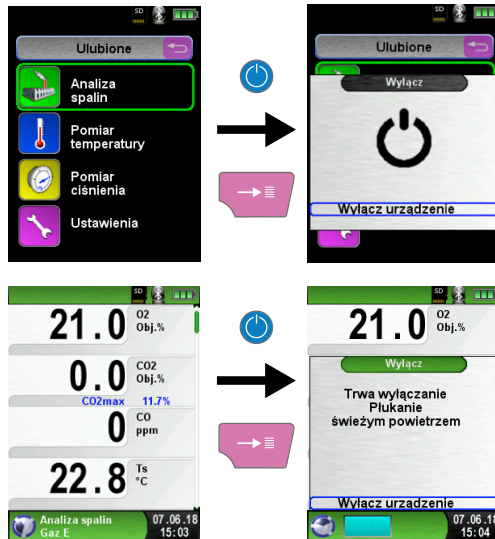 SD
Ulubione
Analiza
spalin
Pomiar
temperatury
Pomiar
ciśnienia
Ustawienia
SD
Ulubione
Wyłącz
Wyłącz urządzenie
SD
21.0 O2
Obj.%
0.0 CO2
Obj.%
CO2max 11.7%
0 CO
ppm
22.8 Ts
°C
Analiza spalin 07.06.18
Gaz E 15:03
SD
21.0 O2
Obj.%
Wyłącz
Trwa wyłączanie
Płukanie
świeżym powietrzem
Wyłącz urządzenie
07.06.18
15:04